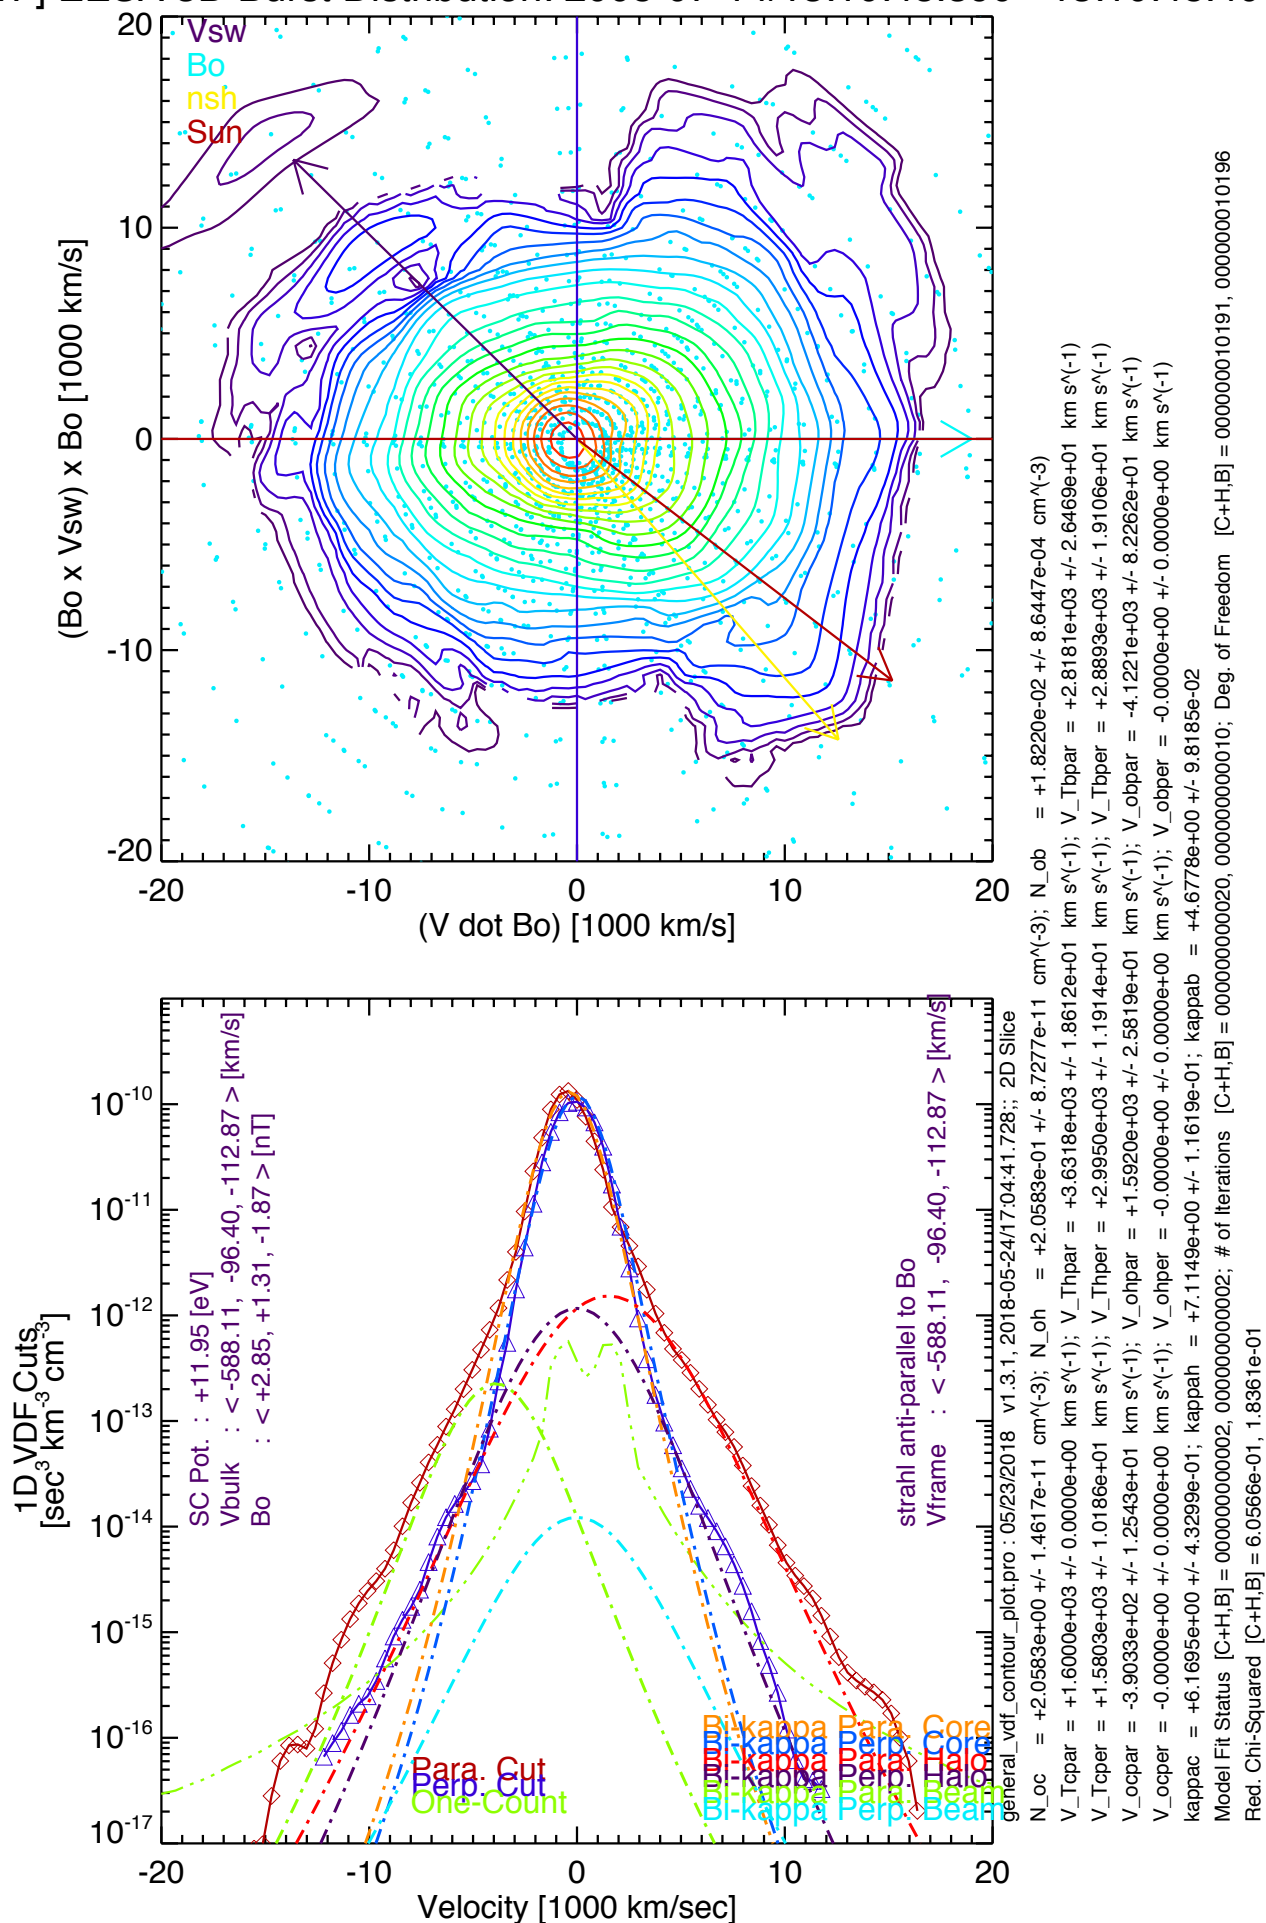 20
10
0
-10
-20
Vsw
Bo
nsh
Sun
(Bo x Vsw) x Bo [1000 km/s]
-20 -10 0 10 20
(V dot Bo) [1000 km/s]
10^-10
10^-11
10^-12
10^-13
10^-14
10^-15
10^-16
10^-17
1D VDF Cuts
[sec^3 km^-3 cm^-3]
SC Pot. : +11.95 [eV]
Vbulk : < -588.11, -96.40, -112.87 > [km/s]
Bo : < +2.85, +1.31, -1.87 > [nT]
strahl anti-parallel to Bo
Vframe : < -588.11, -96.40, -112.87 > [km/s]
Para. Cut
Perp. Cut
One-Count
Bi-kappa Para. Core
Bi-kappa Perp. Core
Bi-kappa Para. Halo
Bi-kappa Perp. Halo
Bi-kappa Para. Beam
Bi-kappa Perp. Beam
-20 -10 0 10 20
Velocity [1000 km/sec]
general_vdf_contour_plot.pro : 05/23/2018 v1.3.1, 2018-05-24/17:04:41.728;; 2D Slice
N_oc = +2.0583e+00 +/- 1.4617e-11 cm^(-3); N_oh = +2.0583e-01 +/- 8.7277e-11 cm^(-3); N_ob = +1.8220e-02 +/- 8.6447e-04 cm^(-3)
V_Tcpar = +1.6000e+03 +/- 0.0000e+00 km s^(-1); V_Thpar = +3.6318e+03 +/- 1.8612e+01 km s^(-1); V_Tbpar = +2.8181e+03 +/- 2.6469e+01 km s^(-1)
V_Tcper = +1.5803e+03 +/- 1.0186e+01 km s^(-1); V_Thper = +2.9950e+03 +/- 1.1914e+01 km s^(-1); V_Tbper = +2.8893e+03 +/- 1.9106e+01 km s^(-1)
V_ocpar = -3.9033e+02 +/- 1.2543e+01 km s^(-1); V_ohpar = +1.5920e+03 +/- 2.5819e+01 km s^(-1); V_obpar = -4.1221e+03 +/- 8.2262e+01 km s^(-1)
V_ocper = -0.0000e+00 +/- 0.0000e+00 km s^(-1); V_ohper = -0.0000e+00 +/- 0.0000e+00 km s^(-1); V_obper = -0.0000e+00 +/- 0.0000e+00 km s^(-1)
kappac = +6.1695e+00 +/- 4.3299e-01; kappah = +7.1149e+00 +/- 1.1619e-01; kappab = +4.6778e+00 +/- 9.8185e-02
Model Fit Status [C+H,B] = 000000000002, 000000000002; # of Iterations [C+H,B] = 000000000020, 000000000010; Deg. of Freedom [C+H,B] = 000000010191, 000000010196
Red. Chi-Squared [C+H,B] = 6.0566e-01, 1.8361e-01